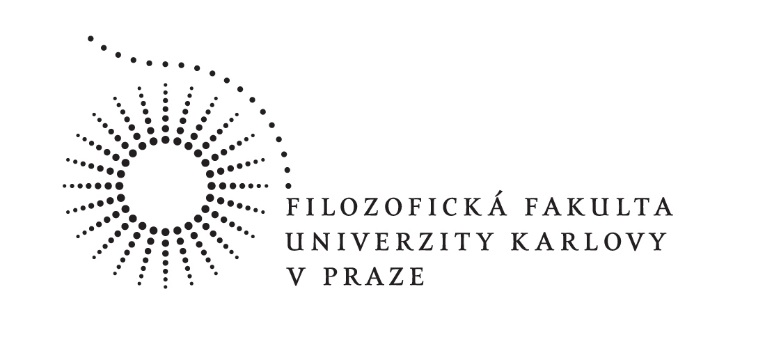 FILOZOFICKÁ FAKULTA
UNIVERZITY KARLOVY
V PRAZE